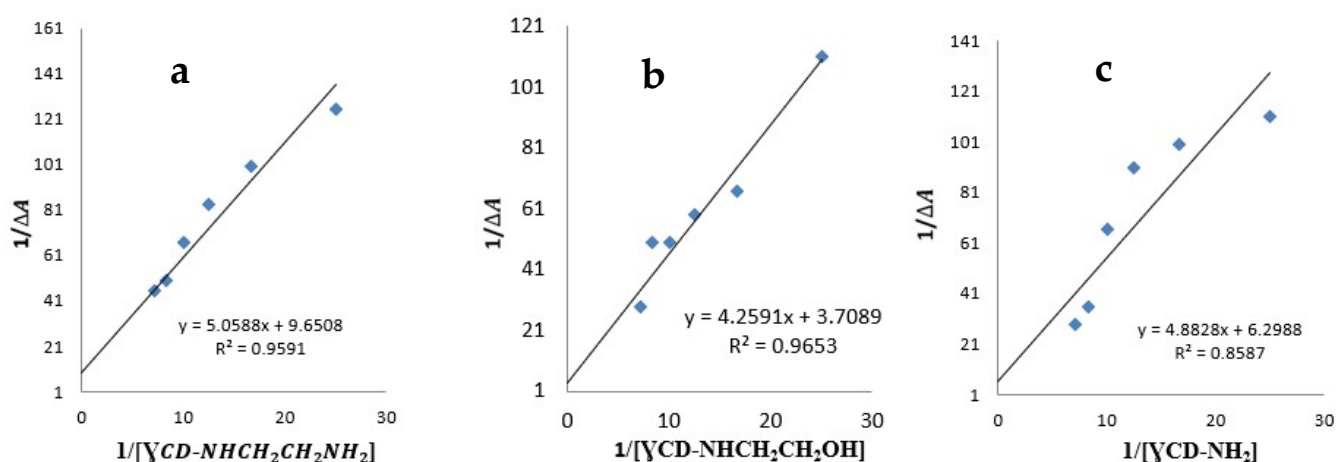 a
161
141
121
101
81
61
41
21
1
1/ΔA
y = 5.0588x + 9.6508
R² = 0.9591
0 10 20 30
1/[ƔCD-NHCH₂CH₂NH₂]
b
121
101
81
61
41
21
1
1/ΔA
y = 4.2591x + 3.7089
R² = 0.9653
0 10 20 30
1/[ƔCD-NHCH₂CH₂OH]
c
141
121
101
81
61
41
21
1
1/ΔA
y = 4.8828x + 6.2988
R² = 0.8587
0 10 20 30
1/[ƔCD-NH₂]